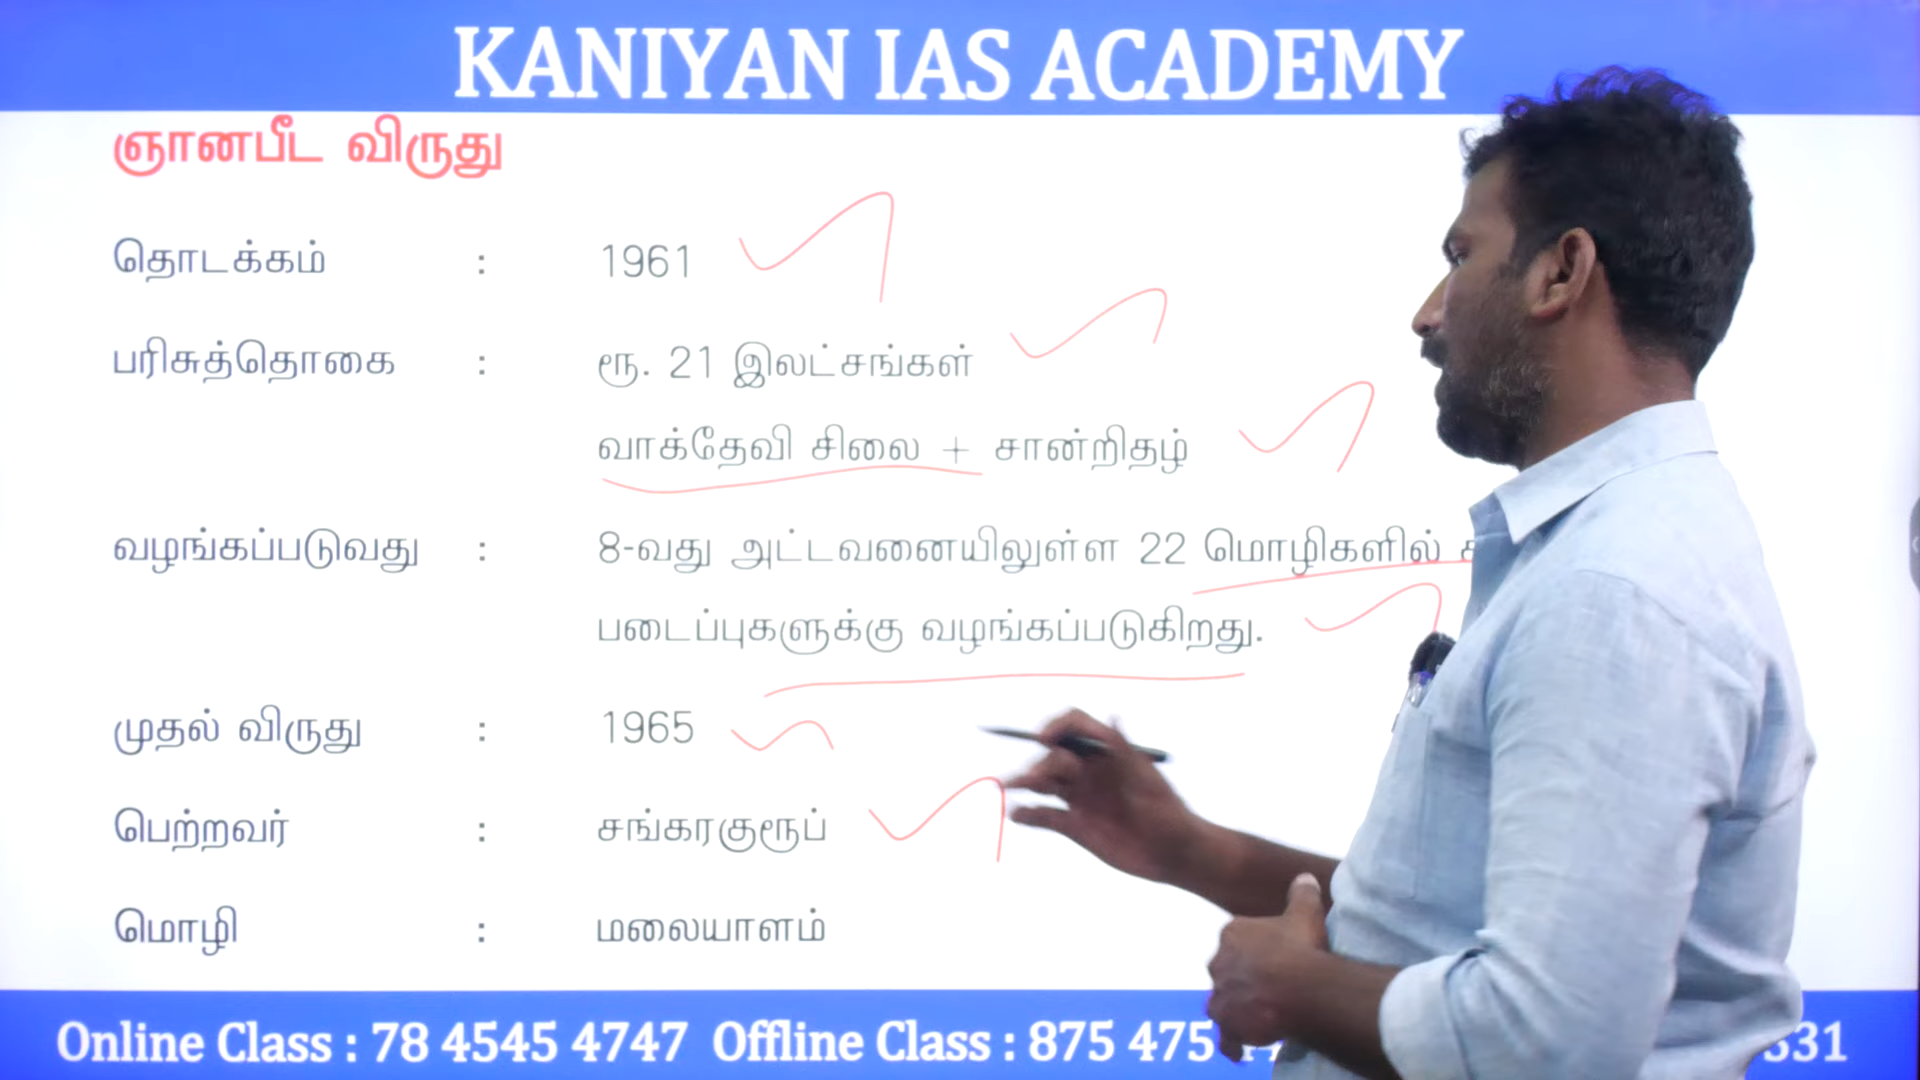 KANIYAN IAS ACADEMY
ஞானபீட விருது
தொடக்கம் : 1961
பரிசுத்தொகை : ரூ. 21 இலட்சங்கள்
வாக்தேவி சிலை + சான்றிதழ்
வழங்கப்படுவது : 8-வது அட்டவனையிலுள்ள 22 மொழிகளில்
படைப்புகளுக்கு வழங்கப்படுகிறது.
முதல் விருது : 1965
பெற்றவர் : சங்கரகுரூப்
மொழி : மலையாளம்
Online Class : 78 4545 4747 Offline Class : 875 475